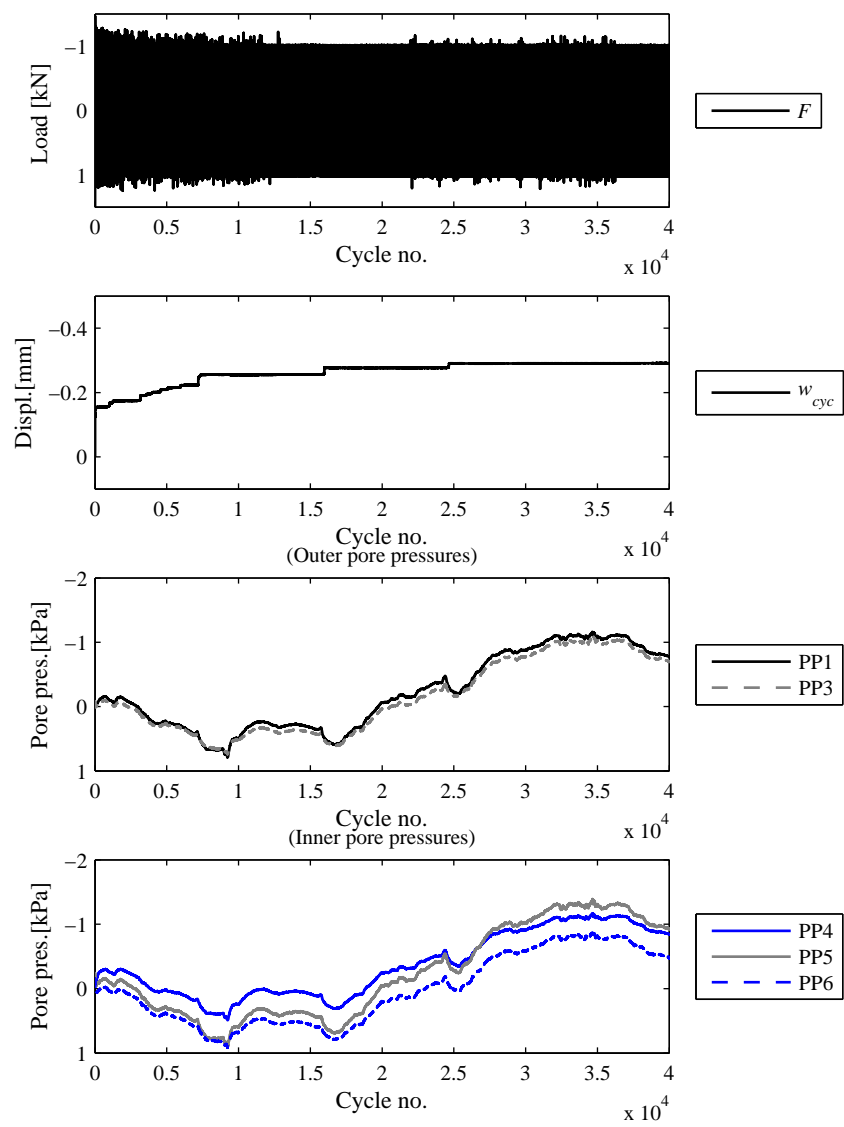 Load [kN]
−1
0
1
0 0.5 1 1.5 2 2.5 3 3.5 4
Cycle no.
x 10^4
F
Displ.[mm]
−0.4
−0.2
0
0 0.5 1 1.5 2 2.5 3 3.5 4
Cycle no.
x 10^4
w_cyc
(Outer pore pressures)
Pore pres.[kPa]
−2
−1
0
1
0 0.5 1 1.5 2 2.5 3 3.5 4
Cycle no.
x 10^4
PP1
PP3
(Inner pore pressures)
Pore pres.[kPa]
−2
−1
0
1
0 0.5 1 1.5 2 2.5 3 3.5 4
Cycle no.
x 10^4
PP4
PP5
PP6